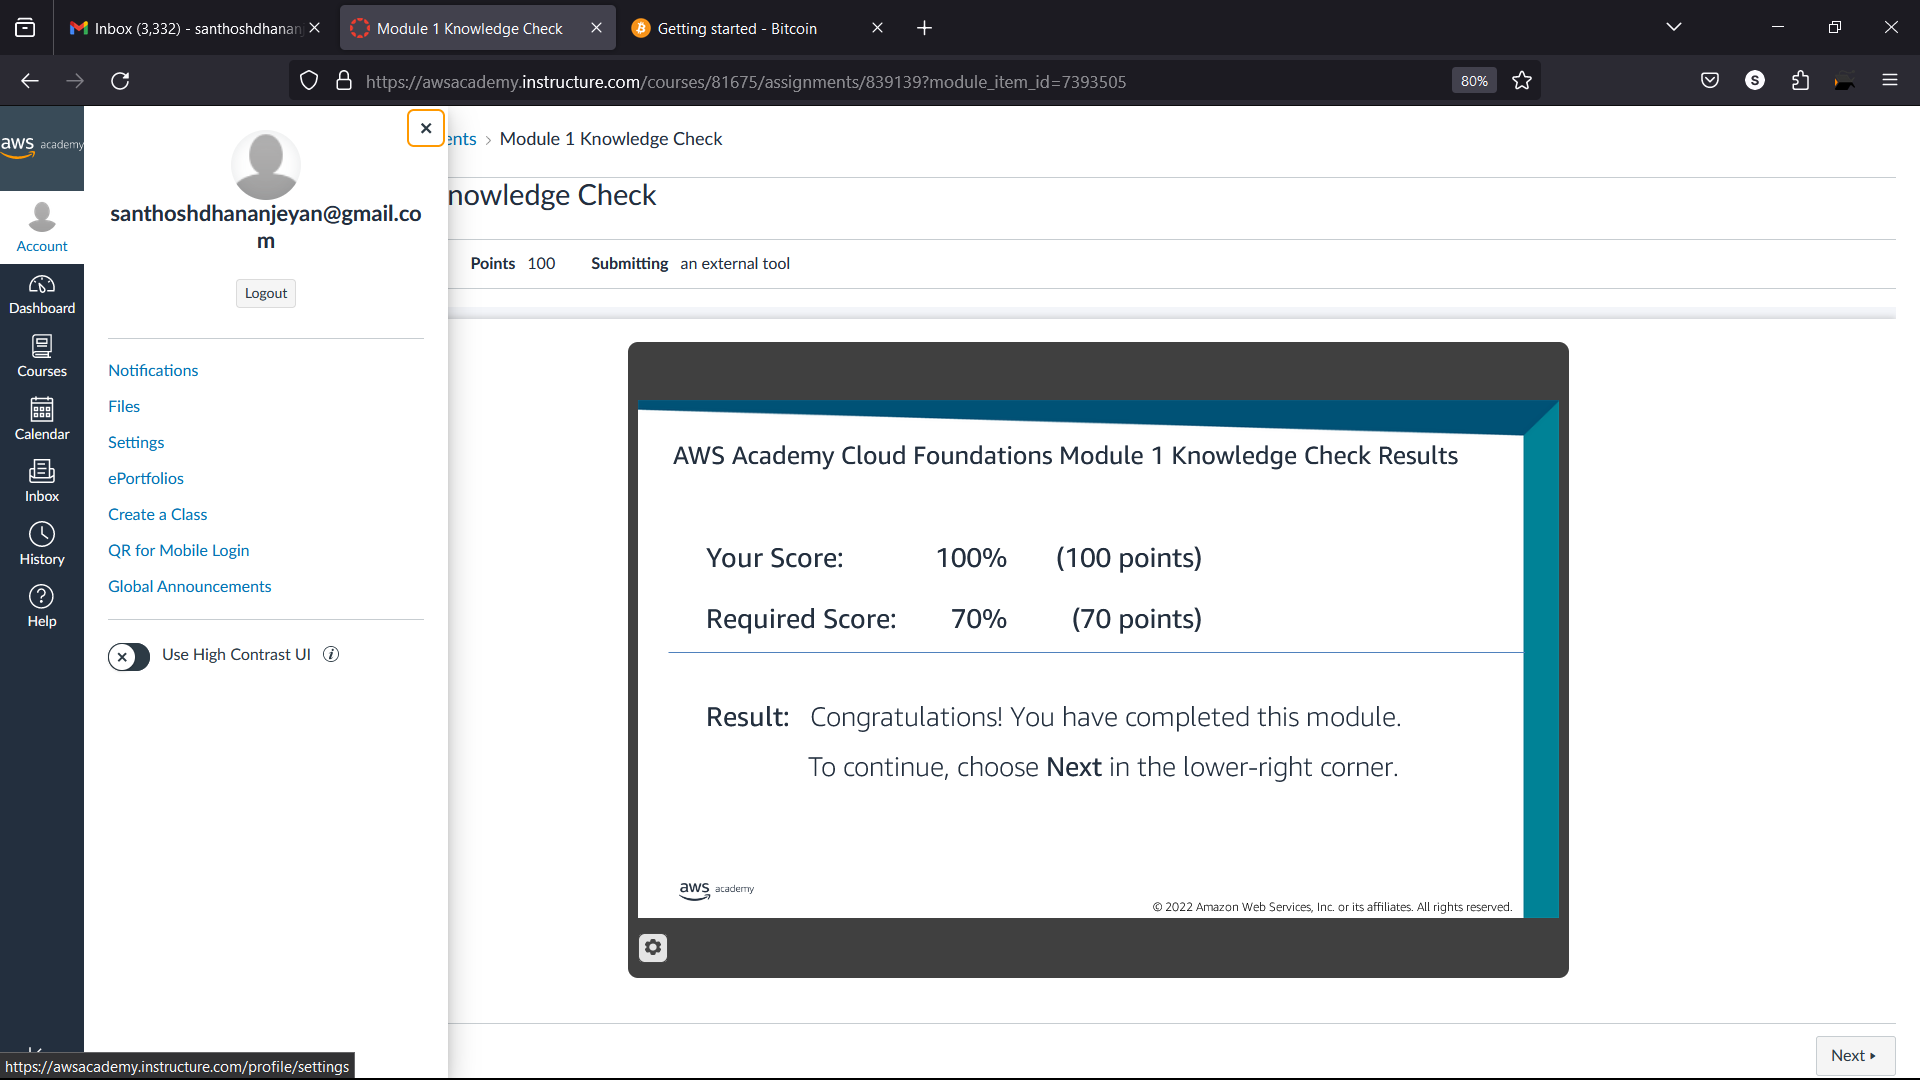 Inbox (3,332) - santhoshdhanan
Module 1 Knowledge Check
Getting started - Bitcoin
https://awsacademy.instructure.com/courses/81675/assignments/839139?module_item_id=7393505
80%
S
aws academy
Account
Dashboard
Courses
Calendar
Inbox
History
Help
santhoshdhananjeyan@gmail.co
m
Logout
Notifications
Files
Settings
ePortfolios
Create a Class
QR for Mobile Login
Global Announcements
Use High Contrast UI
ents > Module 1 Knowledge Check
nowledge Check
Points 100 Submitting an external tool
AWS Academy Cloud Foundations Module 1 Knowledge Check Results
Your Score: 100% (100 points)
Required Score: 70% (70 points)
Result: Congratulations! You have completed this module.
To continue, choose Next in the lower-right corner.
aws academy
© 2022 Amazon Web Services, Inc. or its affiliates. All rights reserved.
Next
https://awsacademy.instructure.com/profile/settings